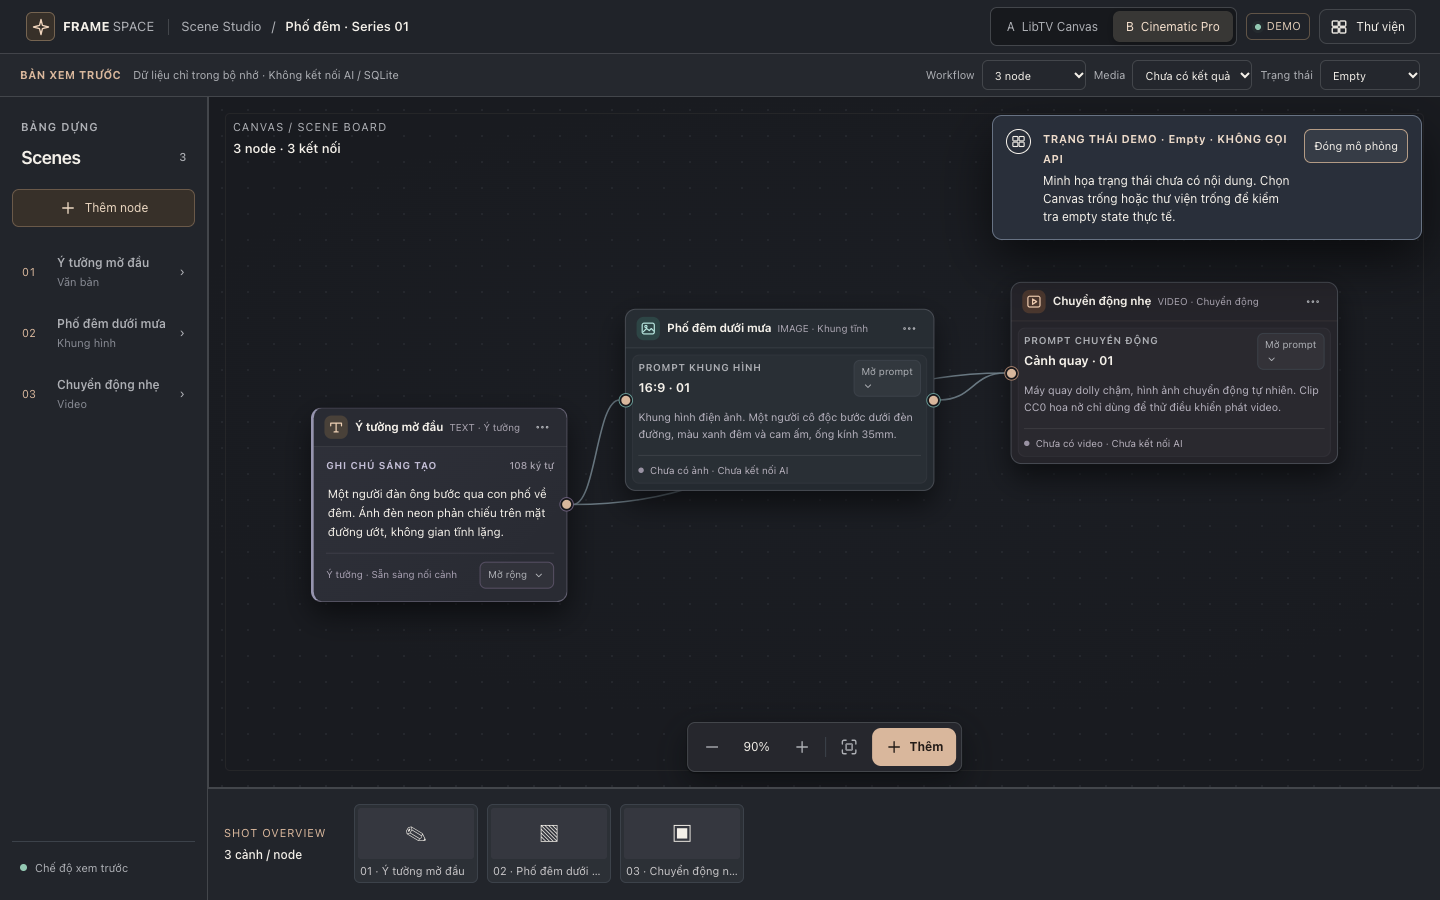 FRAME SPACE
Scene Studio / Phố đêm · Series 01
A LibTV Canvas
B Cinematic Pro
DEMO
Thư viện
BẢN XEM TRƯỚC
Dữ liệu chỉ trong bộ nhớ · Không kết nối AI / SQLite
Workflow
3 node
Media
Chưa có kết quả
Trạng thái
Empty
BẢNG DỰNG
Scenes
3
Thêm node
01
Ý tưởng mở đầu
Văn bản
02
Phố đêm dưới mưa
Khung hình
03
Chuyển động nhẹ
Video
Chế độ xem trước
CANVAS / SCENE BOARD
3 node · 3 kết nối
TRẠNG THÁI DEMO · Empty · KHÔNG GỌI
API
Minh họa trạng thái chưa có nội dung. Chọn
Canvas trống hoặc thư viện trống để kiểm
tra empty state thực tế.
Đóng mô phỏng
Ý tưởng mở đầu
TEXT · Ý tưởng
GHI CHÚ SÁNG TẠO
108 ký tự
Một người đàn ông bước qua con phố về
đêm. Ánh đèn neon phản chiếu trên mặt
đường ướt, không gian tĩnh lặng.
Ý tưởng · Sẵn sàng nối cảnh
Mở rộng
Phố đêm dưới mưa
IMAGE · Khung tĩnh
PROMPT KHUNG HÌNH
16:9 · 01
Mở prompt
Khung hình điện ảnh. Một người cô độc bước dưới đèn
đường, màu xanh đêm và cam ấm, ống kính 35mm.
Chưa có ảnh · Chưa kết nối AI
Chuyển động nhẹ
VIDEO · Chuyển động
PROMPT CHUYỂN ĐỘNG
Cảnh quay · 01
Mở prompt
Máy quay dolly chậm, hình ảnh chuyển động tự nhiên. Clip
CC0 hoa nở chỉ dùng để thử điều khiển phát video.
Chưa có video · Chưa kết nối AI
90%
Thêm
SHOT OVERVIEW
3 cảnh / node
01 · Ý tưởng mở đầu
02 · Phố đêm dưới ...
03 · Chuyển động n...